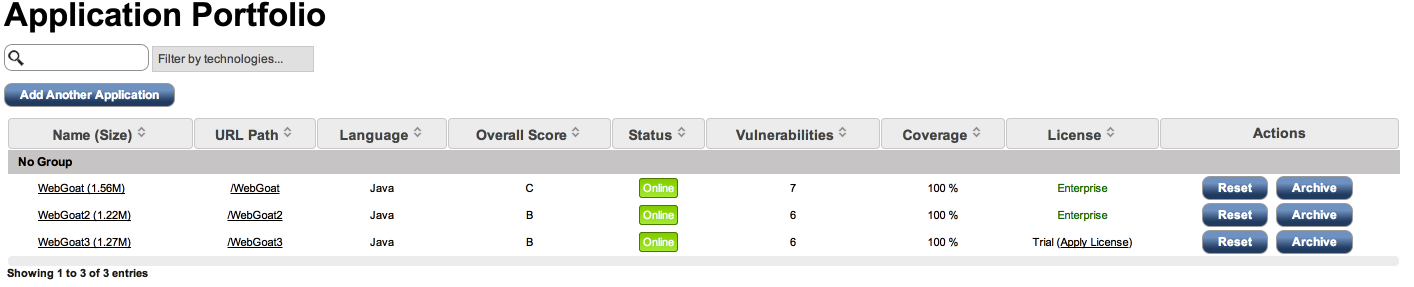 Application Portfolio
Filter by technologies...
Add Another Application
Name (Size) URL Path Language Overall Score Status Vulnerabilities Coverage License Actions
No Group
WebGoat (1.56M) /WebGoat Java C Online 7 100 % Enterprise Reset Archive
WebGoat2 (1.22M) /WebGoat2 Java B Online 6 100 % Enterprise Reset Archive
WebGoat3 (1.27M) /WebGoat3 Java B Online 6 100 % Trial (Apply License) Reset Archive
Showing 1 to 3 of 3 entries